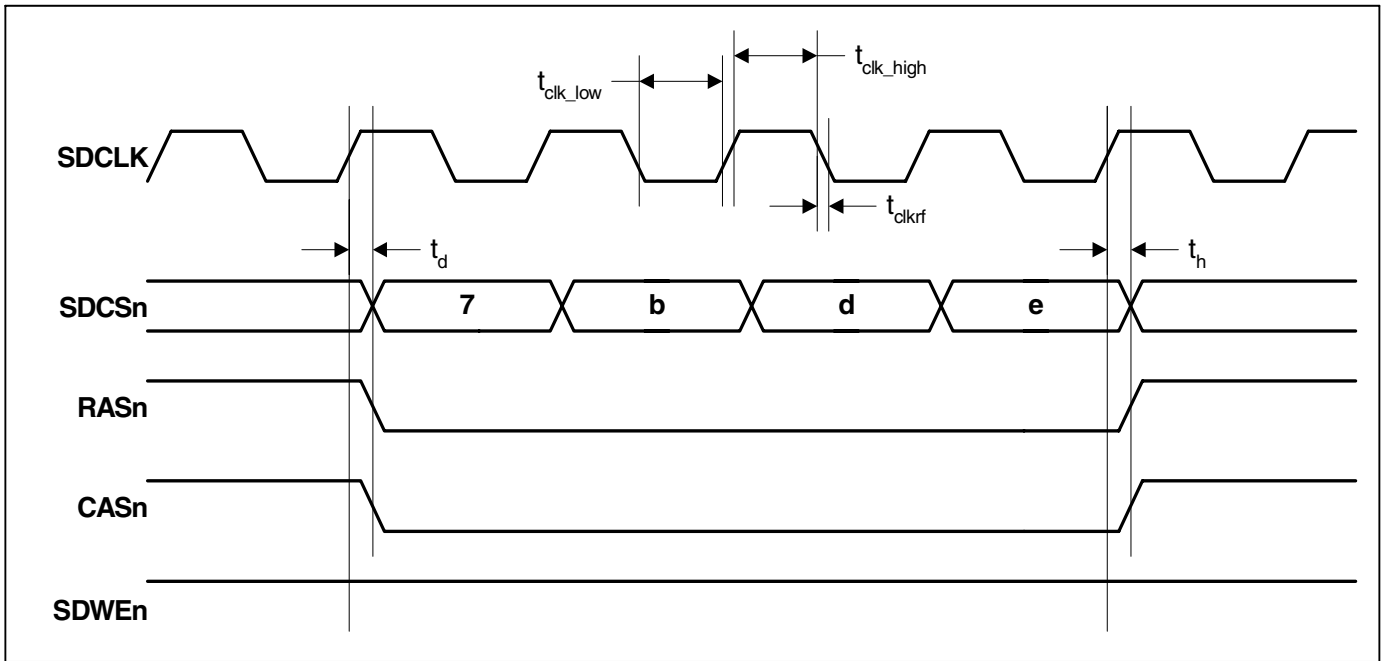 t_clk_high
t_clk_low
SDCLK
t_clkrf
t_d
t_h
SDCSn 7 b d e
RASn
CASn
SDWEn